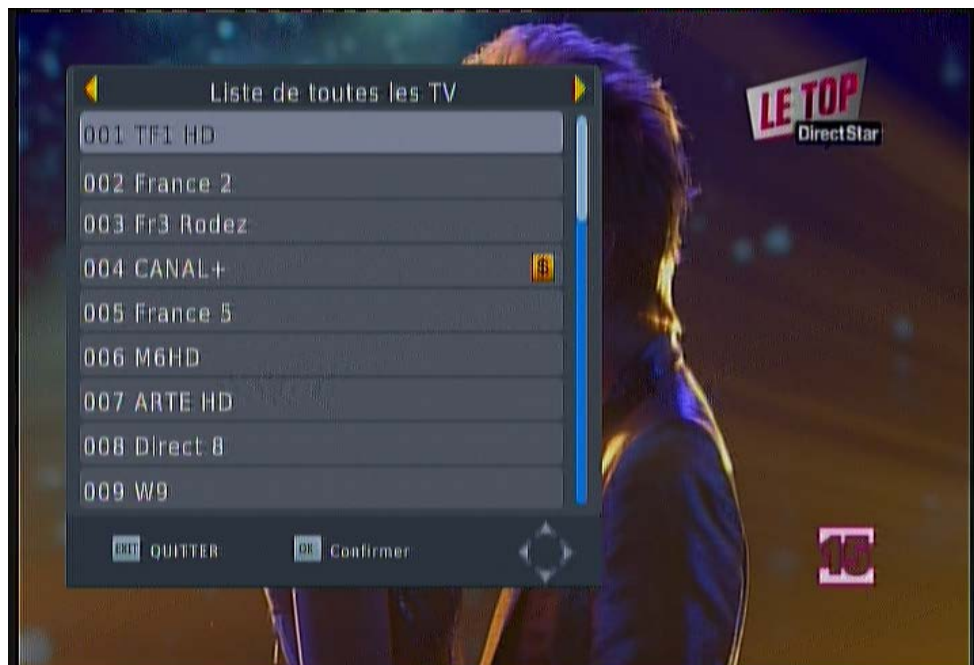 Liste de toutes les TV
001 TF1 HD
002 France 2
003 Fr3 Rodez
004 CANAL+
$
005 France 5
006 M6HD
007 ARTE HD
008 Direct 8
009 W9
EXIT QUITTER
OK Confirmer
LE TOP
DirectStar
15